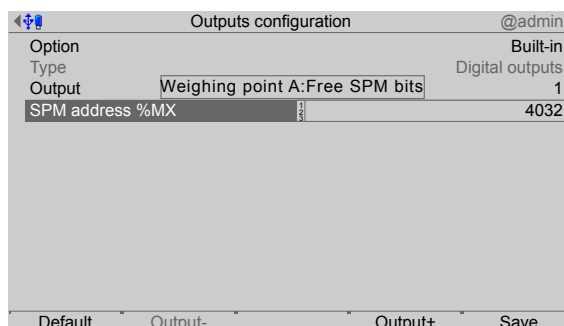 Outputs configuration @admin
Option Built-in
Type Digital outputs
Output Weighing point A:Free SPM bits 1
SPM address %MX 123 4032
Default Output- Output+ Save